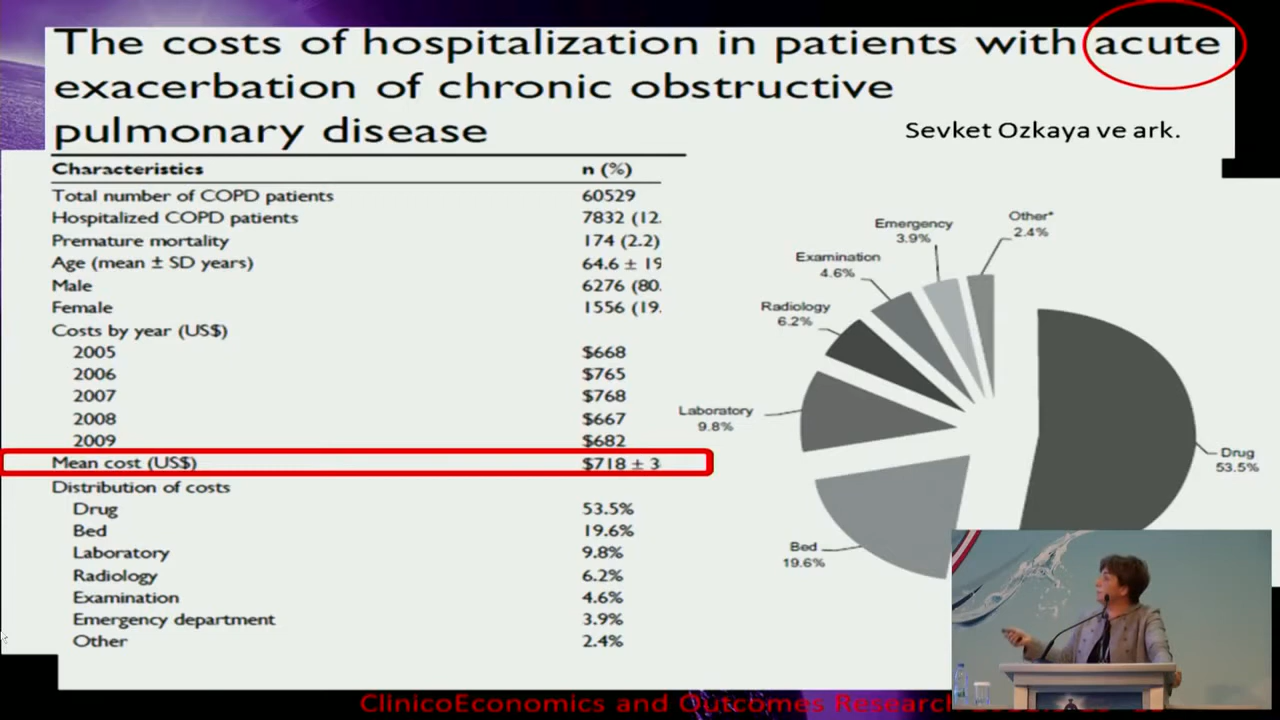 The costs of hospitalization in patients with acute
exacerbation of chronic obstructive
pulmonary disease
Sevket Ozkaya ve ark.
Characteristics n (%)
Total number of COPD patients 60529
Hospitalized COPD patients 7832 (12.
Premature mortality 174 (2.2)
Age (mean ± SD years) 64.6 ± 19
Male 6276 (80.
Female 1556 (19.
Costs by year (US$)
2005 $668
2006 $765
2007 $768
2008 $667
2009 $682
Mean cost (US$) $718 ± 3
Distribution of costs
Drug 53.5%
Bed 19.6%
Laboratory 9.8%
Radiology 6.2%
Examination 4.6%
Emergency department 3.9%
Other 2.4%
Other*
2.4%
Emergency
3.9%
Examination
4.6%
Radiology
6.2%
Laboratory
9.8%
Bed
19.6%
Drug
53.5%
ClinicoEconomics and Outcomes Research